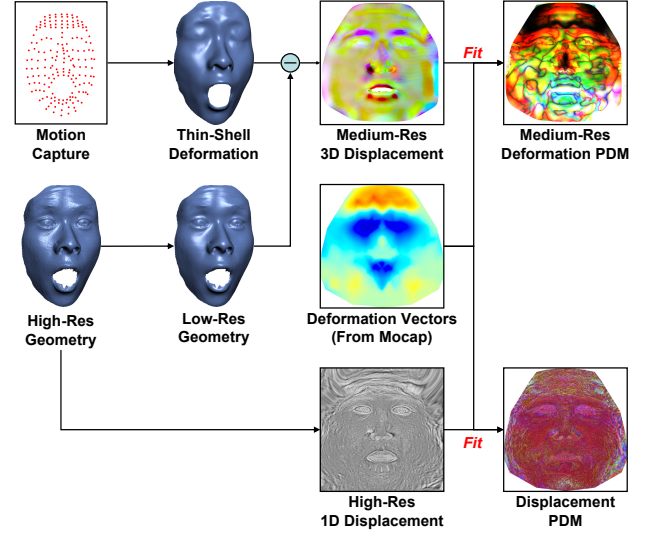 Fit
Motion
Capture
Thin-Shell
Deformation
Medium-Res
3D Displacement
Medium-Res
Deformation PDM
High-Res
Geometry
Low-Res
Geometry
Deformation Vectors
(From Mocap)
Fit
High-Res
1D Displacement
Displacement
PDM